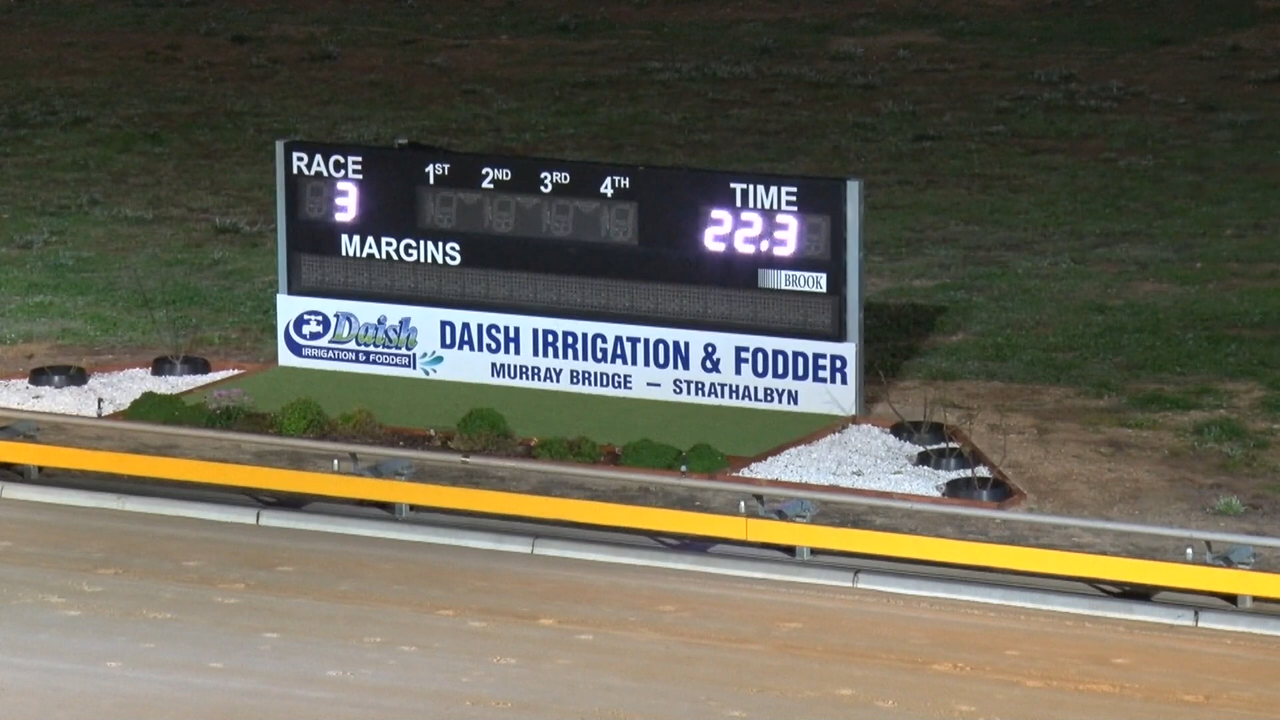 RACE 1ST 2ND 3RD 4TH TIME
3 22.3
MARGINS
BROOK
Daish
IRRIGATION & FODDER
DAISH IRRIGATION & FODDER
MURRAY BRIDGE — STRATHALBYN